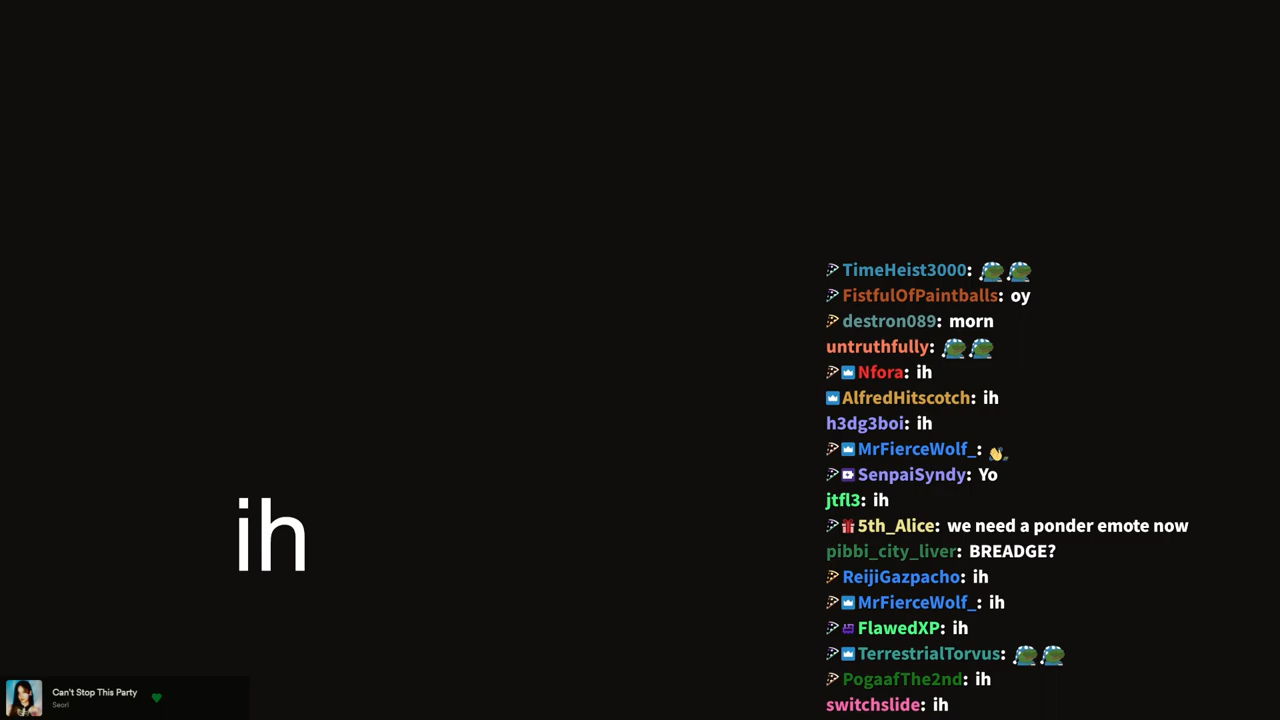 TimeHeist3000:
FistfulOfPaintballs: oy
destron089: morn
untruthfully:
Nfora: ih
AlfredHitscotch: ih
h3dg3boi: ih
MrFierceWolf_:
SenpaiSyndy: Yo
jtfl3: ih
5th_Alice: we need a ponder emote now
pibbi_city_liver: BREADGE?
ReijiGazpacho: ih
MrFierceWolf_: ih
FlawedXP: ih
TerrestrialTorvus:
PogaafThe2nd: ih
switchslide: ih
ih
Can't Stop This Party
Seori